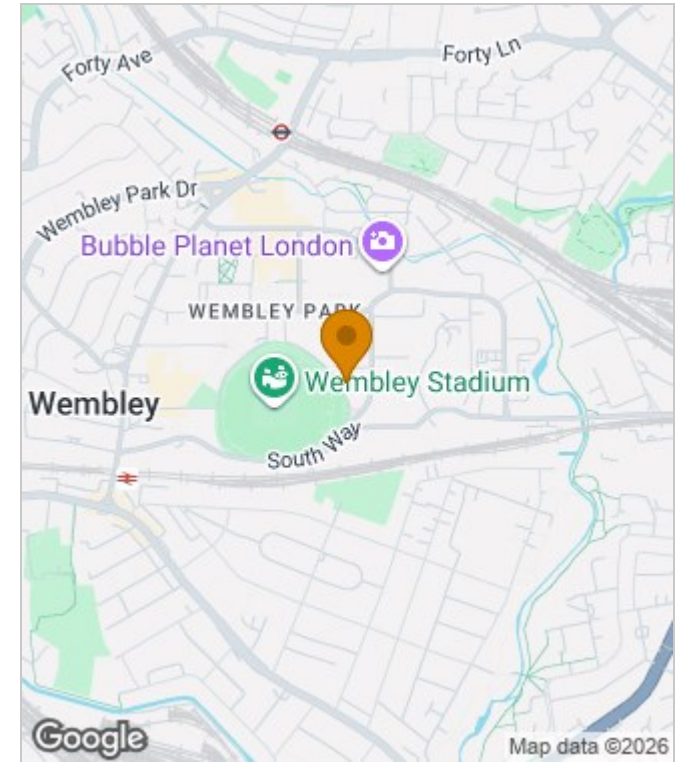 Forty Ave
Forty Ln
Wembley Park Dr
Bubble Planet London
WEMBLEY PARK
Wembley Stadium
Wembley
South Way
Google
Map data ©2026